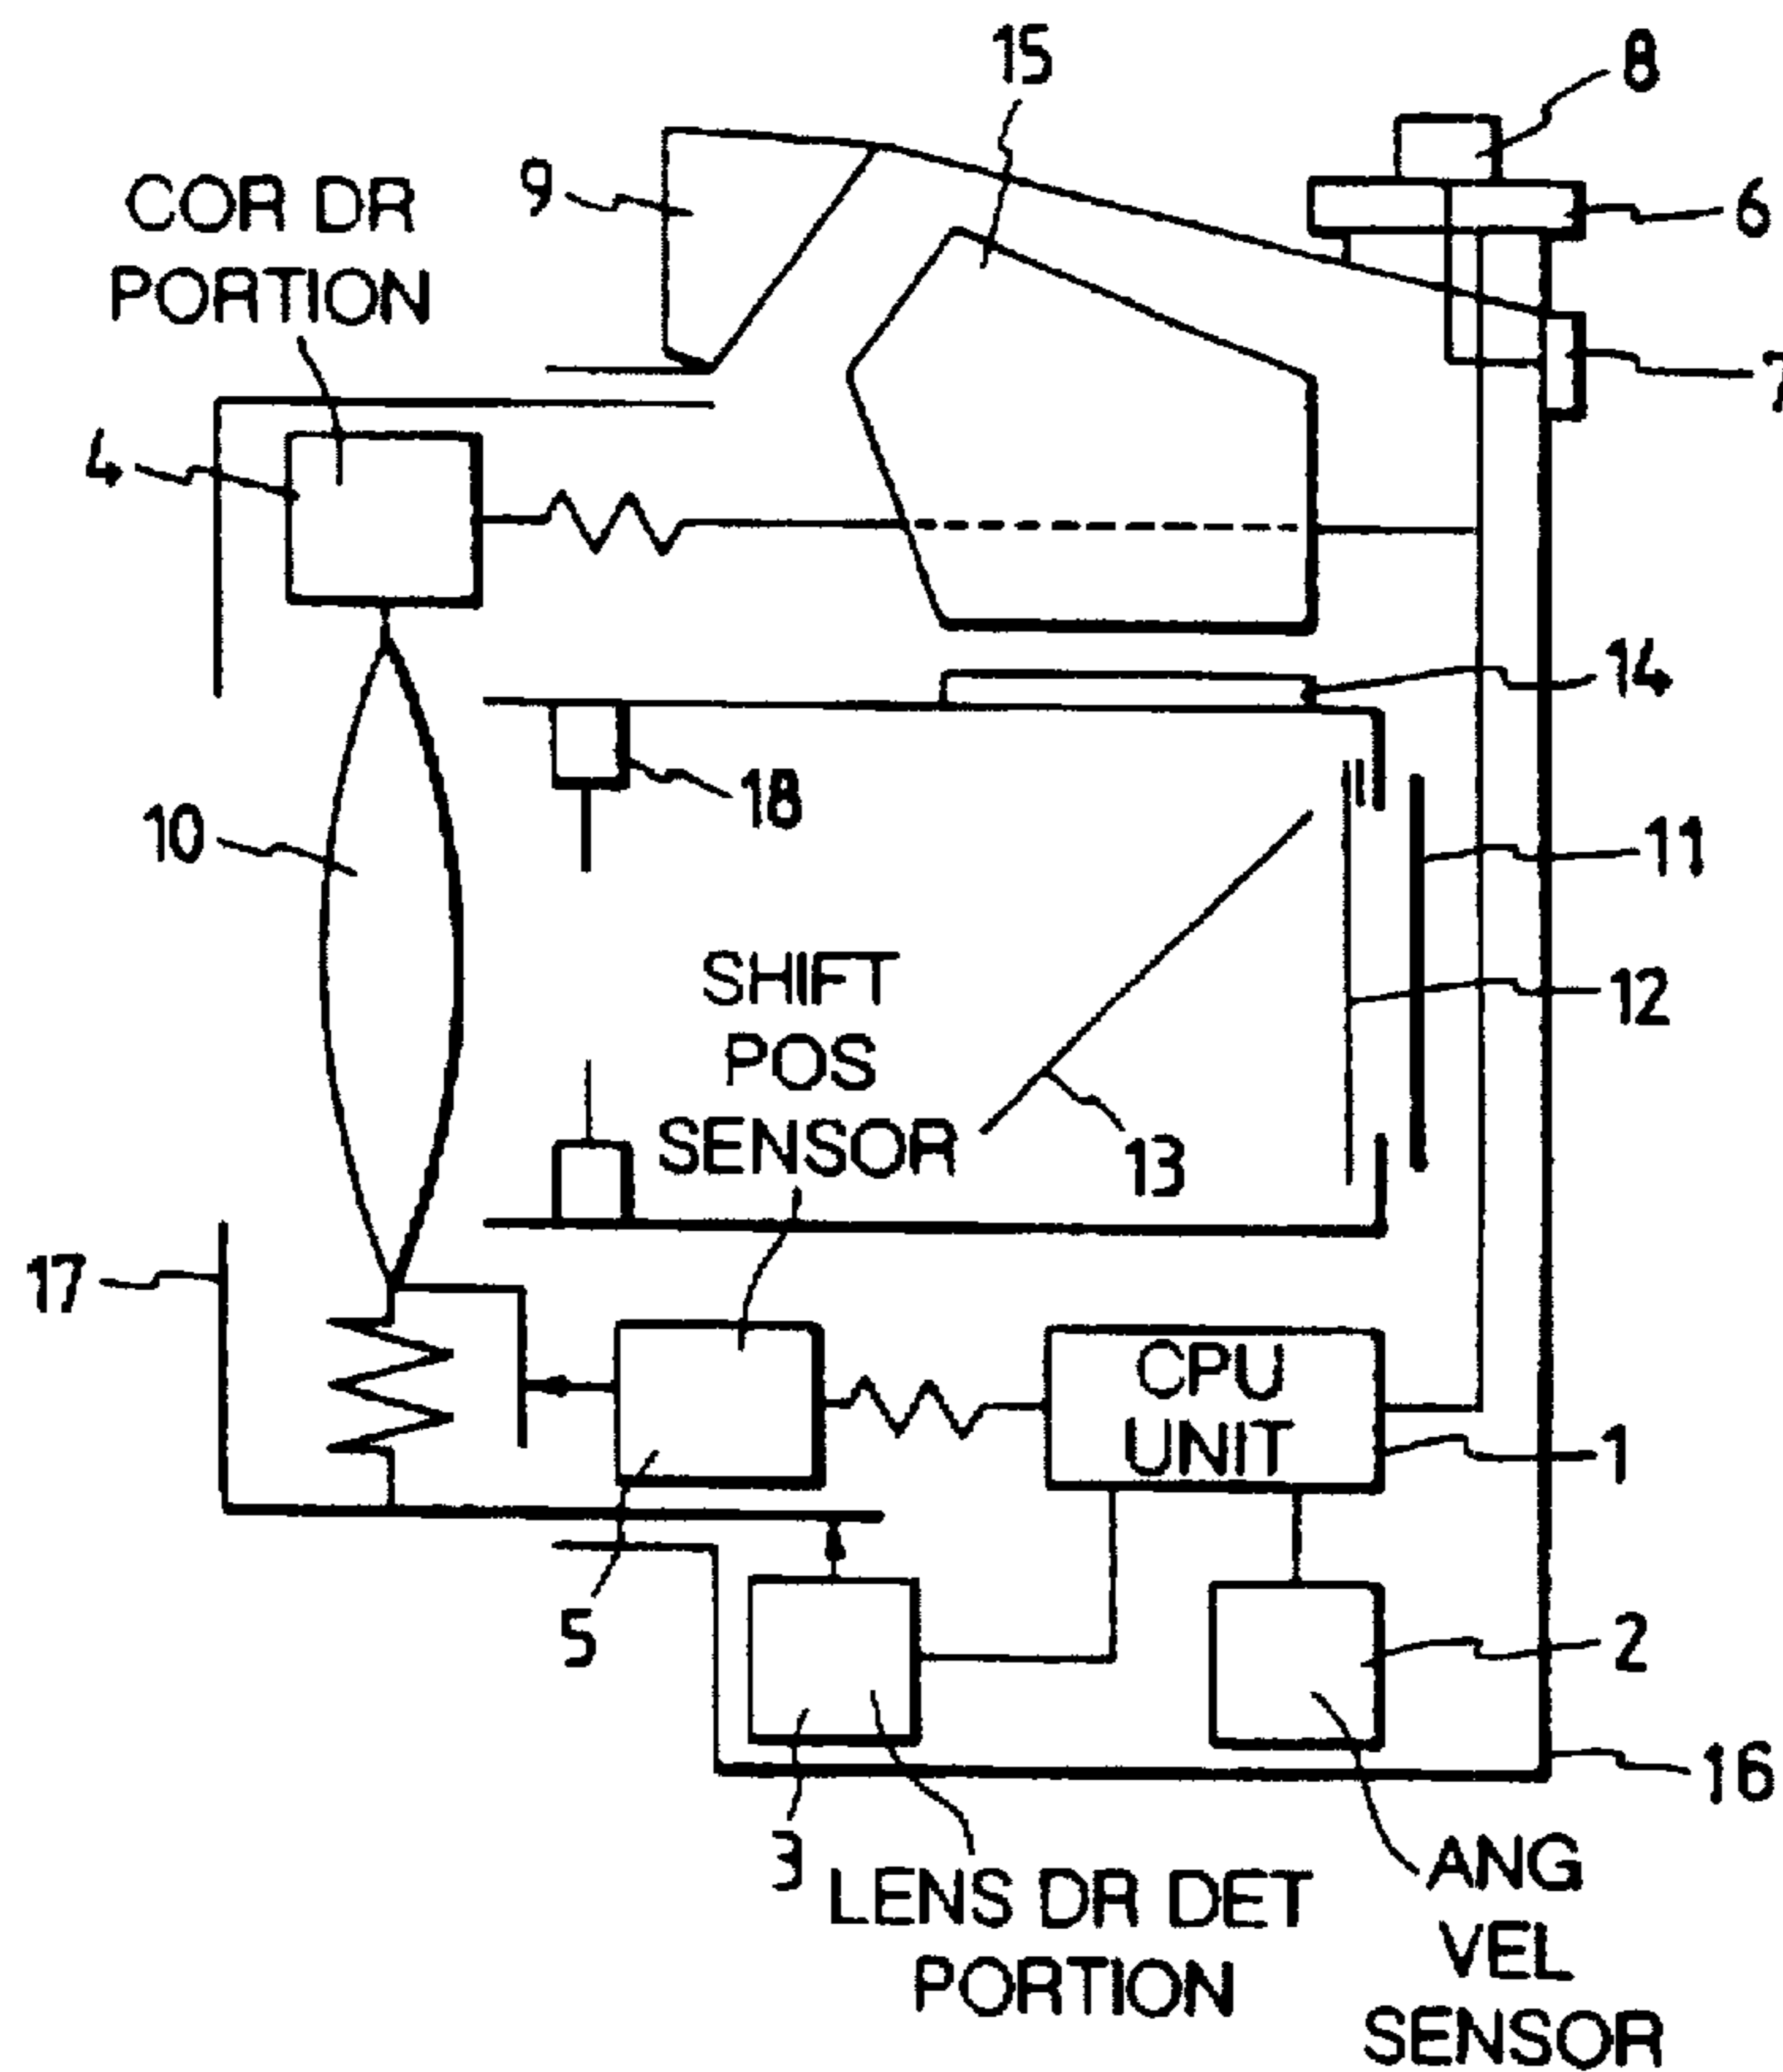 15
8
9
COR DR
PORTION
6
7
4
14
18
10
11
SHIFT
POS
SENSOR
12
13
17
CPU
UNIT
1
5
2
16
3
LENS DR DET
PORTION
ANG
VEL
SENSOR